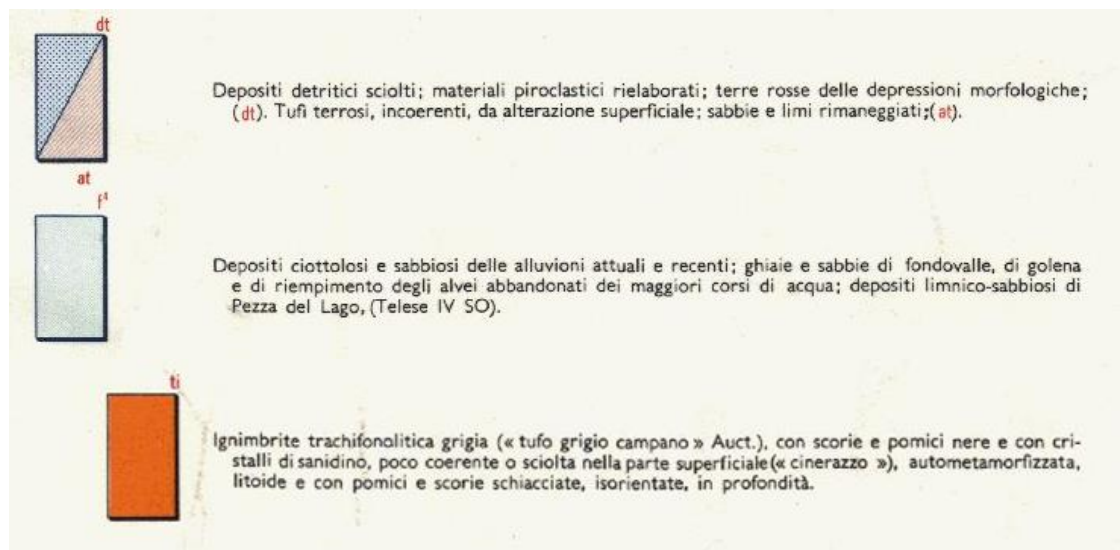 dt
Depositi detritici sciolti; materiali piroclastici rielaborati; terre rosse delle depressioni morfologiche;
(dt). Tufi terrosi, incoerenti, da alterazione superficiale; sabbie e limi rimaneggiati;(at).
at
f⁴
Depositi ciottolosi e sabbiosi delle alluvioni attuali e recenti; ghiaie e sabbie di fondovalle, di golena
e di riempimento degli alvei abbandonati dei maggiori corsi di acqua; depositi limnico-sabbiosi di
Pezza del Lago, (Telese IV SO).
ti
Ignimbrite trachifonolitica grigia (« tufo grigio campano » Auct.), con scorie e pomici nere e con cri-
stalli di sanidino, poco coerente o sciolta nella parte superficiale (« cinerazzo »), autometamorfizzata,
litoide e con pomici e scorie schiacciate, isorientate, in profondità.